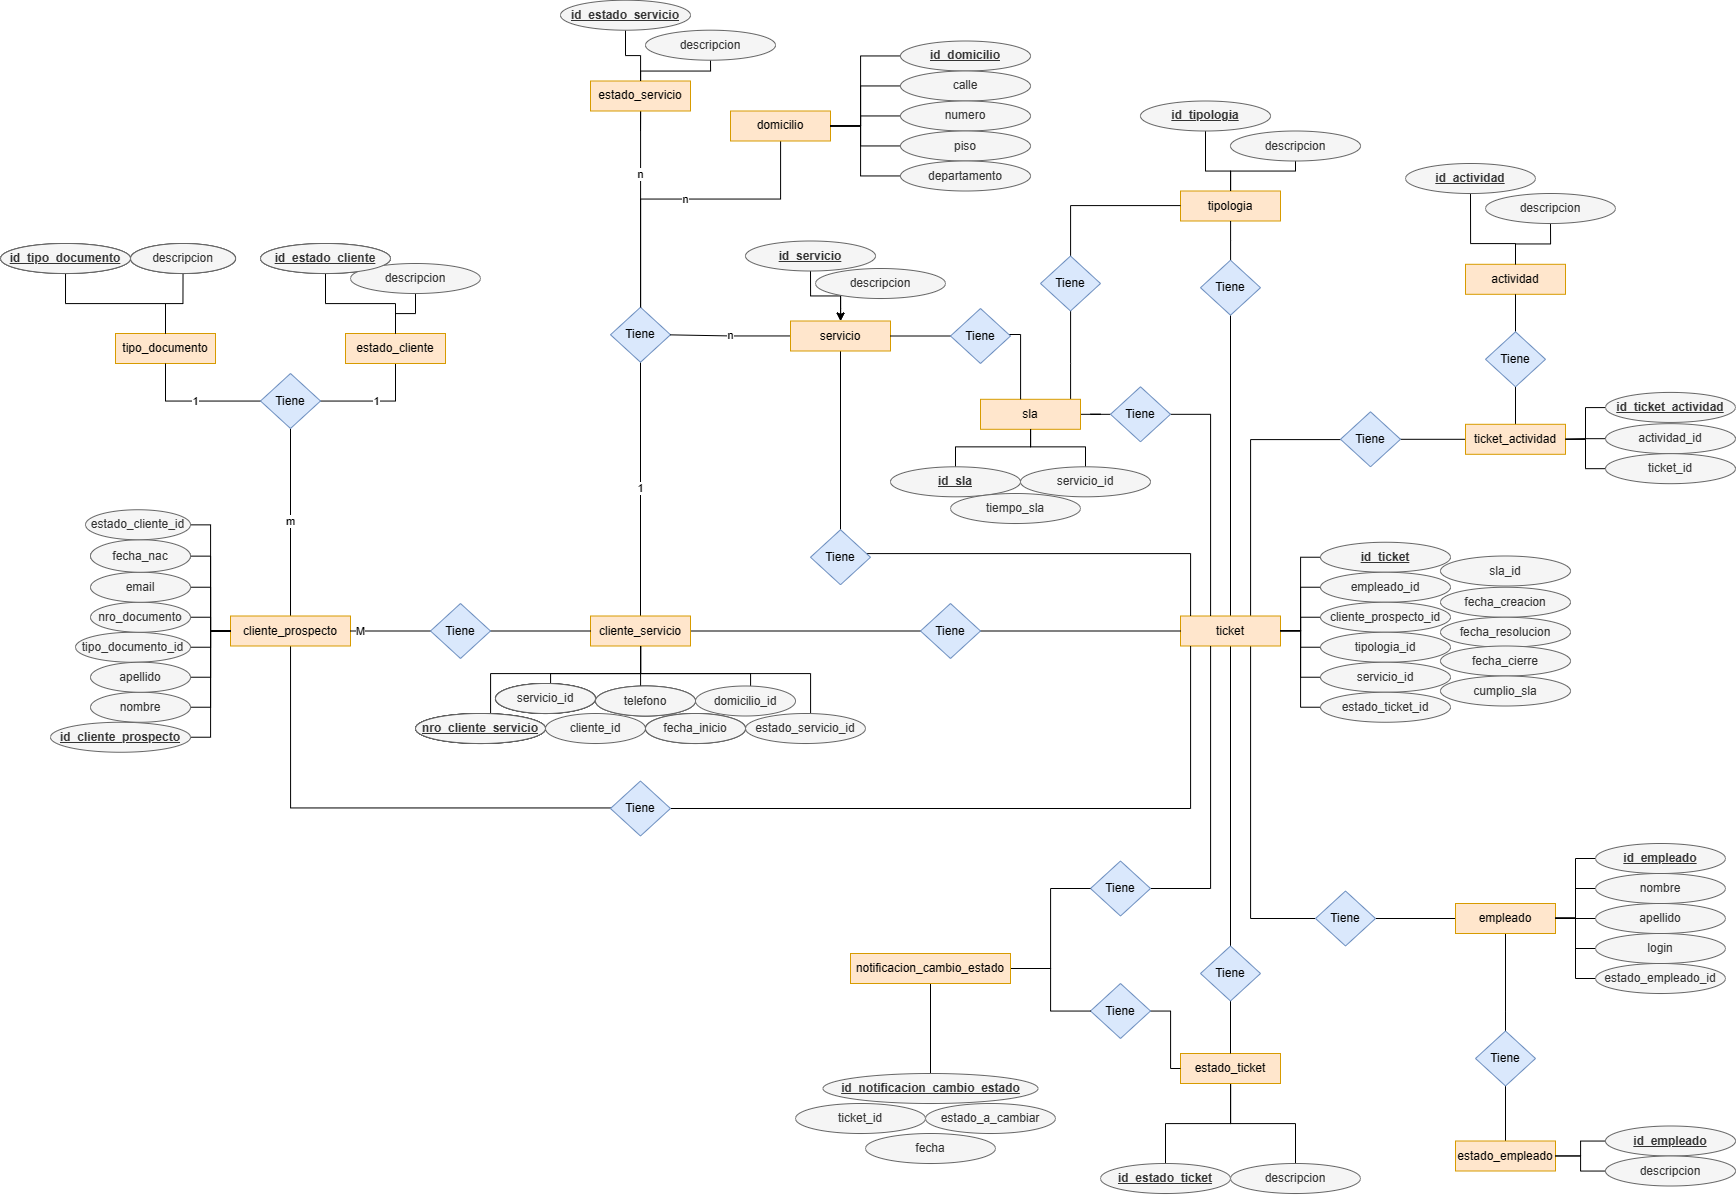 id_estado_servicio
descripcion
estado_servicio
id_domicilio
calle
numero
piso
departamento
domicilio
n
n
id_tipologia
descripcion
tipologia
id_actividad
descripcion
actividad
id_tipo_documento
descripcion
id_estado_cliente
descripcion
tipo_documento
estado_cliente
1
Tiene
1
m
id_servicio
descripcion
Tiene
n
servicio
Tiene
Tiene
Tiene
Tiene
sla
Tiene
id_sla
servicio_id
tiempo_sla
1
Tiene
Tiene
ticket_actividad
id_ticket_actividad
actividad_id
ticket_id
estado_cliente_id
fecha_nac
email
nro_documento
tipo_documento_id
apellido
nombre
id_cliente_prospecto
cliente_prospecto
M
Tiene
cliente_servicio
Tiene
ticket
servicio_id
telefono
domicilio_id
nro_cliente_servicio
cliente_id
fecha_inicio
estado_servicio_id
id_ticket
empleado_id
cliente_prospecto_id
tipologia_id
servicio_id
estado_ticket_id
sla_id
fecha_creacion
fecha_resolucion
fecha_cierre
cumplio_sla
Tiene
Tiene
Tiene
empleado
id_empleado
nombre
apellido
login
estado_empleado_id
notificacion_cambio_estado
Tiene
Tiene
Tiene
estado_ticket
id_notificacion_cambio_estado
ticket_id
estado_a_cambiar
fecha
id_estado_ticket
descripcion
Tiene
estado_empleado
id_empleado
descripcion